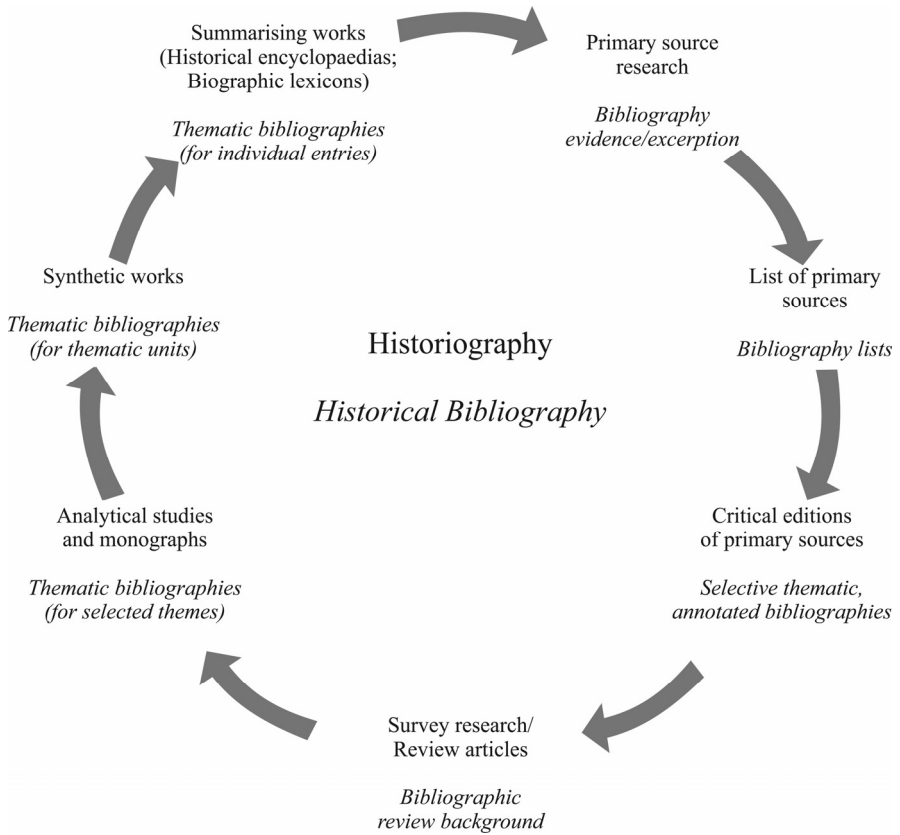 Summarising works
(Historical encyclopaedias;
Biographic lexicons)
Thematic bibliographies
(for individual entries)
Primary source
research
Bibliography
evidence/excerption
List of primary
sources
Bibliography lists
Critical editions
of primary sources
Selective thematic,
annotated bibliographies
Survey research/
Review articles
Bibliographic
review background
Analytical studies
and monographs
Thematic bibliographies
(for selected themes)
Synthetic works
Thematic bibliographies
(for thematic units)
Historiography
Historical Bibliography